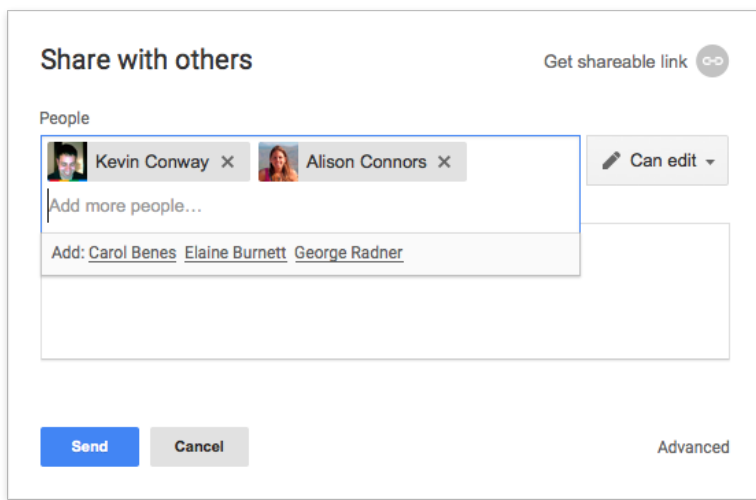 Share with others
Get shareable link
People
Kevin Conway Alison Connors
Can edit
Add more people...
Add: Carol Benes Elaine Burnett George Radner
Send Cancel
Advanced